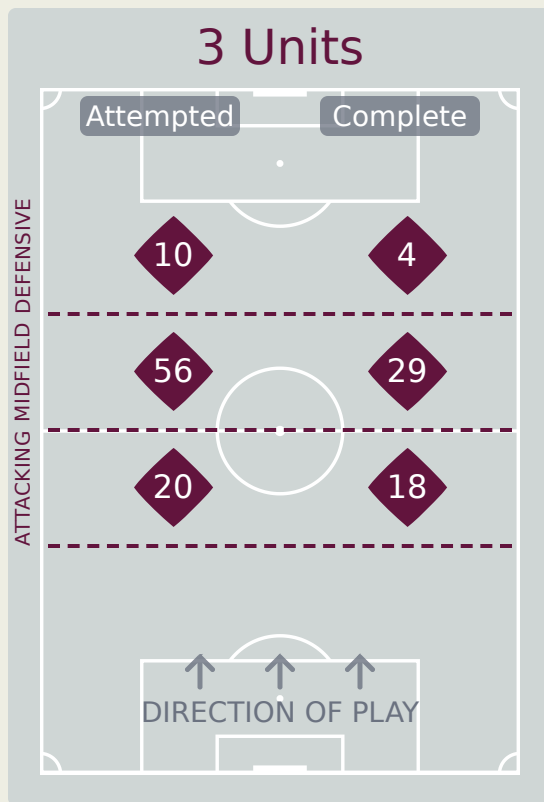 3 Units
Attempted Complete
10 4
56 29
20 18
ATTACKING MIDFIELD DEFENSIVE
DIRECTION OF PLAY